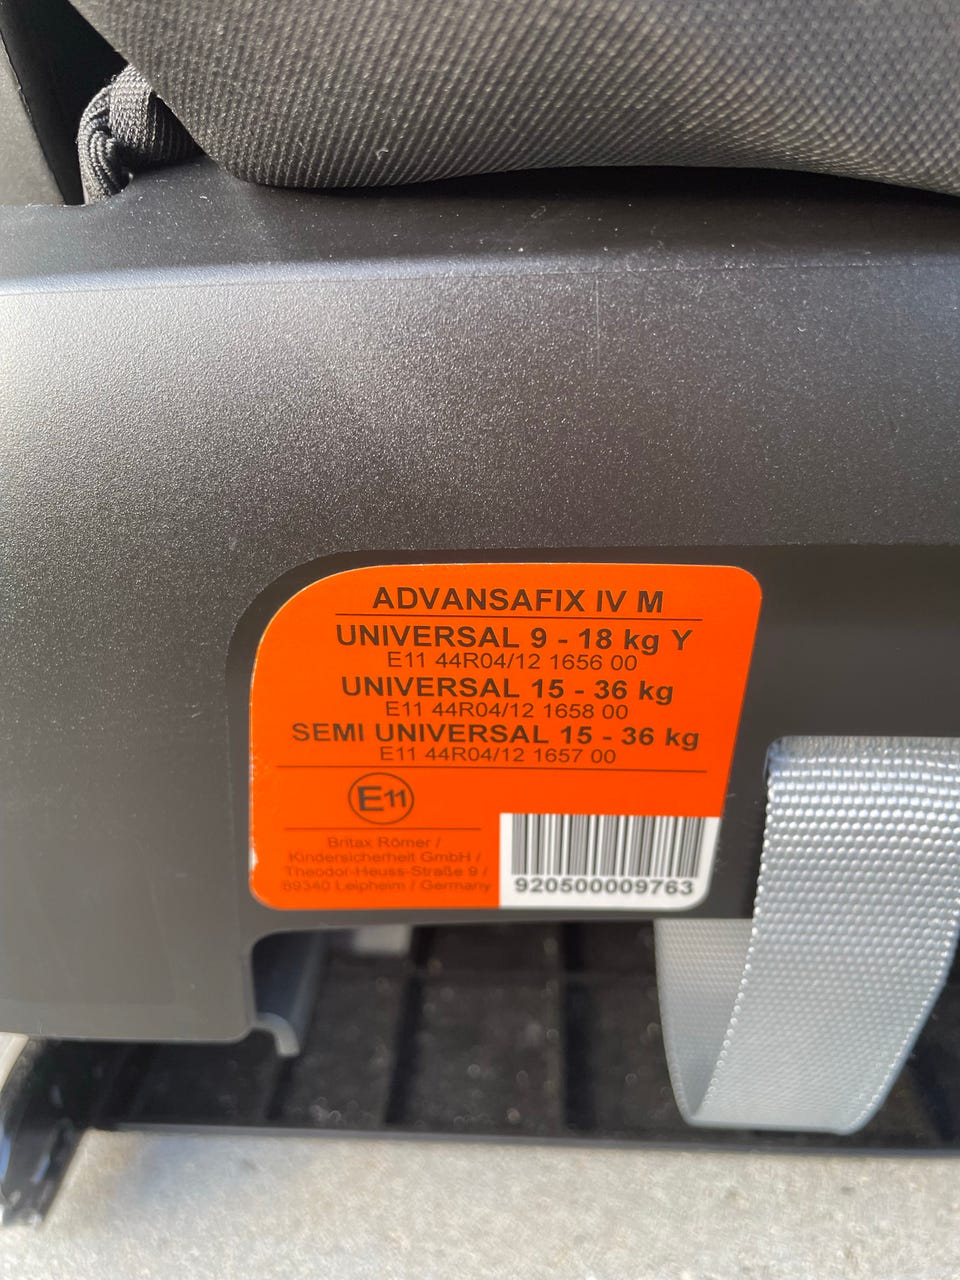 ADVANSAFIX IV M
UNIVERSAL 9 - 18 kg Y
E11 44R04/12 1656 00
UNIVERSAL 15 - 36 kg
E11 44R04/12 1658 00
SEMI UNIVERSAL 15 - 36 kg
E11 44R04/12 1657 00
E11
Britax Römer /
Kindersicherheit GmbH /
Theodor-Heuss-Straße 9 /
89340 Leipheim / Germany
920500009763